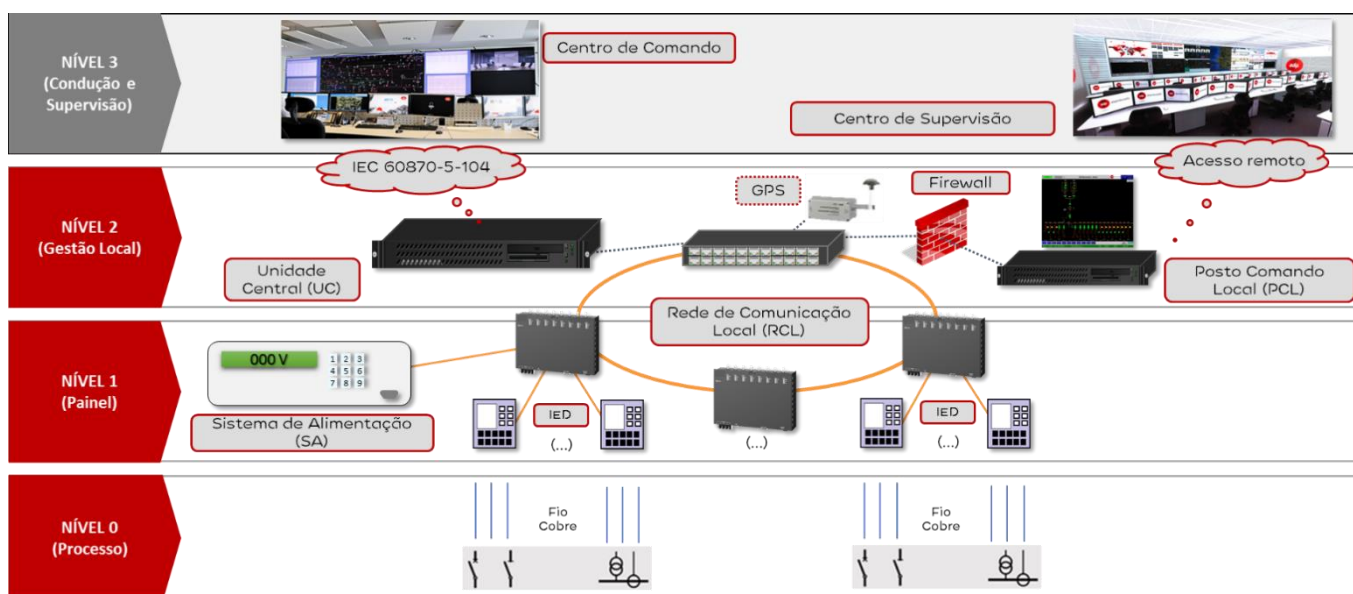 NÍVEL 3
(Condução e
Supervisão)
Centro de Comando
Centro de Supervisão
IEC 60870-5-104
Acesso remoto
NÍVEL 2
(Gestão Local)
GPS
Firewall
Unidade
Central (UC)
Posto Comando
Local (PCL)
Rede de Comunicação
Local (RCL)
NÍVEL 1
(Painel)
000 V
1 2 3
4 5 6
7 8 9
Sistema de Alimentação
(SA)
IED
(...)
(...)
IED
(...)
NÍVEL 0
(Processo)
Fio
Cobre
Fio
Cobre